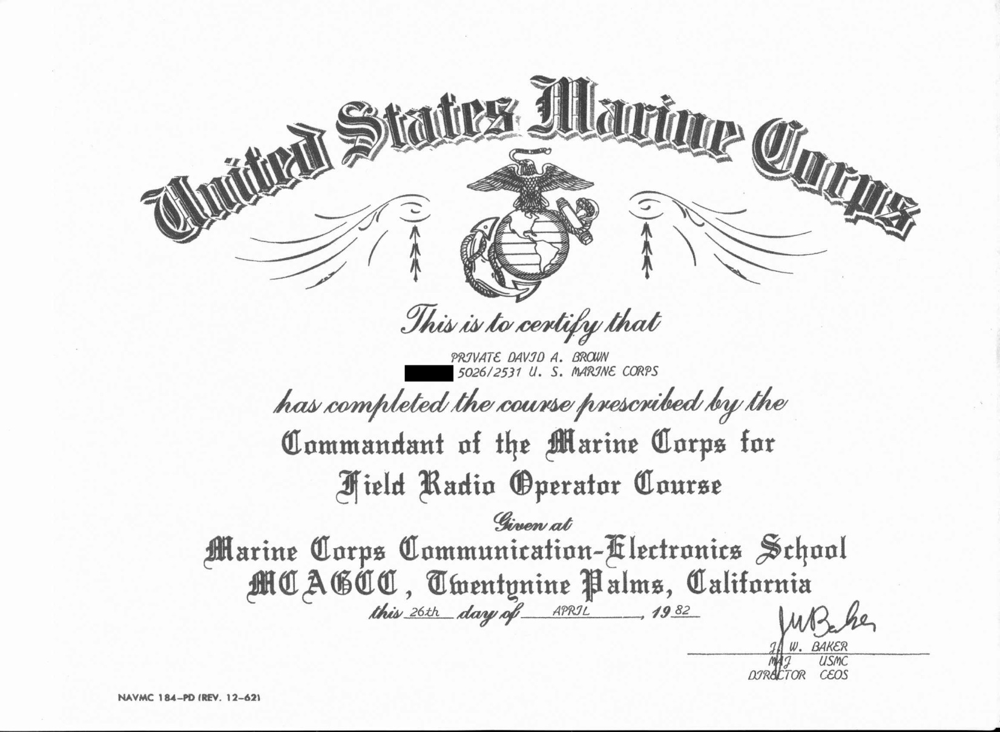 United States Marine Corps
This is to certify that
PRIVATE DAVID A. BROWN
5026/2531 U. S. MARINE CORPS
has completed the course prescribed by the
Commandant of the Marine Corps for
Field Radio Operator Course
Given at
Marine Corps Communication-Electronics School
MCAGCC, Twentynine Palms, California
this 26th day of APRIL, 1982
JWBaker
J. W. BAKER
MAJ USMC
DIRECTOR CEOS
NAVMC 184-PD (REV. 12-62)